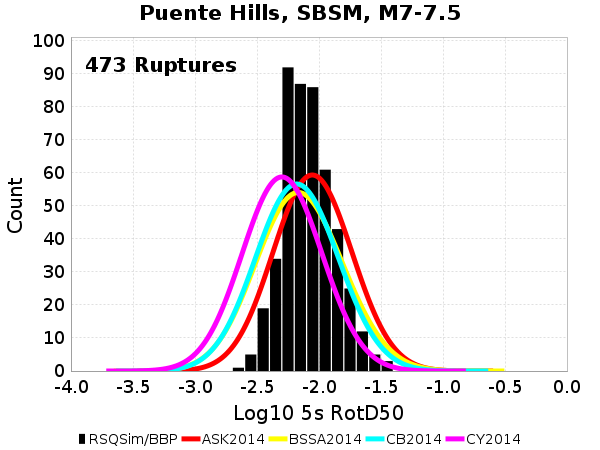 Puente Hills, SBSM, M7-7.5
473 Ruptures
Count
100
90
80
70
60
50
40
30
20
10
0
-4.0 -3.5 -3.0 -2.5 -2.0 -1.5 -1.0 -0.5 0.0
Log10 5s RotD50
RSQSim/BBP ASK2014 BSSA2014 CB2014 CY2014